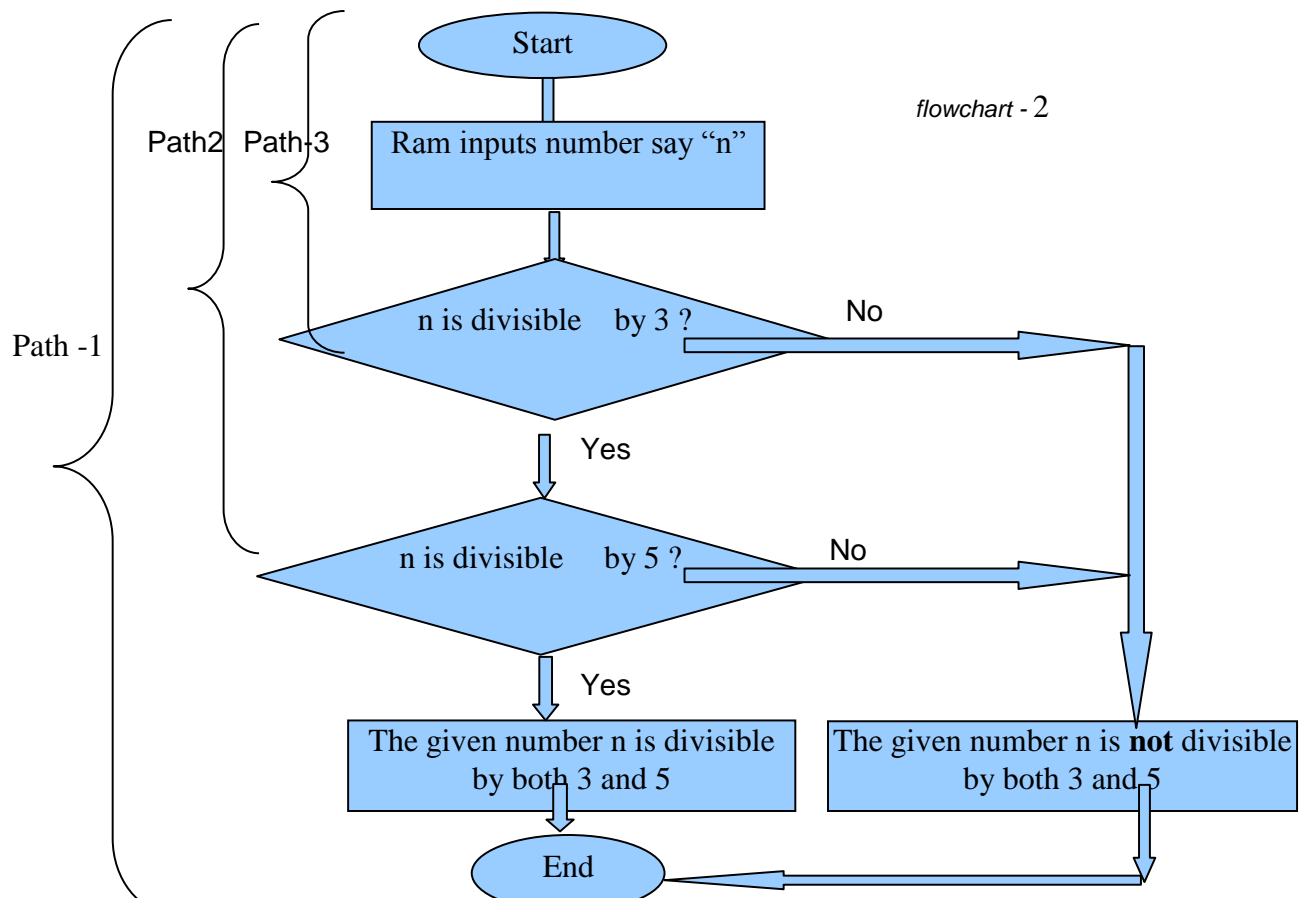 Start
flowchart - 2
Path2 Path-3
Ram inputs number say “n”
No
n is divisible by 3 ?
Path -1
Yes
No
n is divisible by 5 ?
Yes
The given number n is divisible
by both 3 and 5
The given number n is not divisible
by both 3 and 5
End